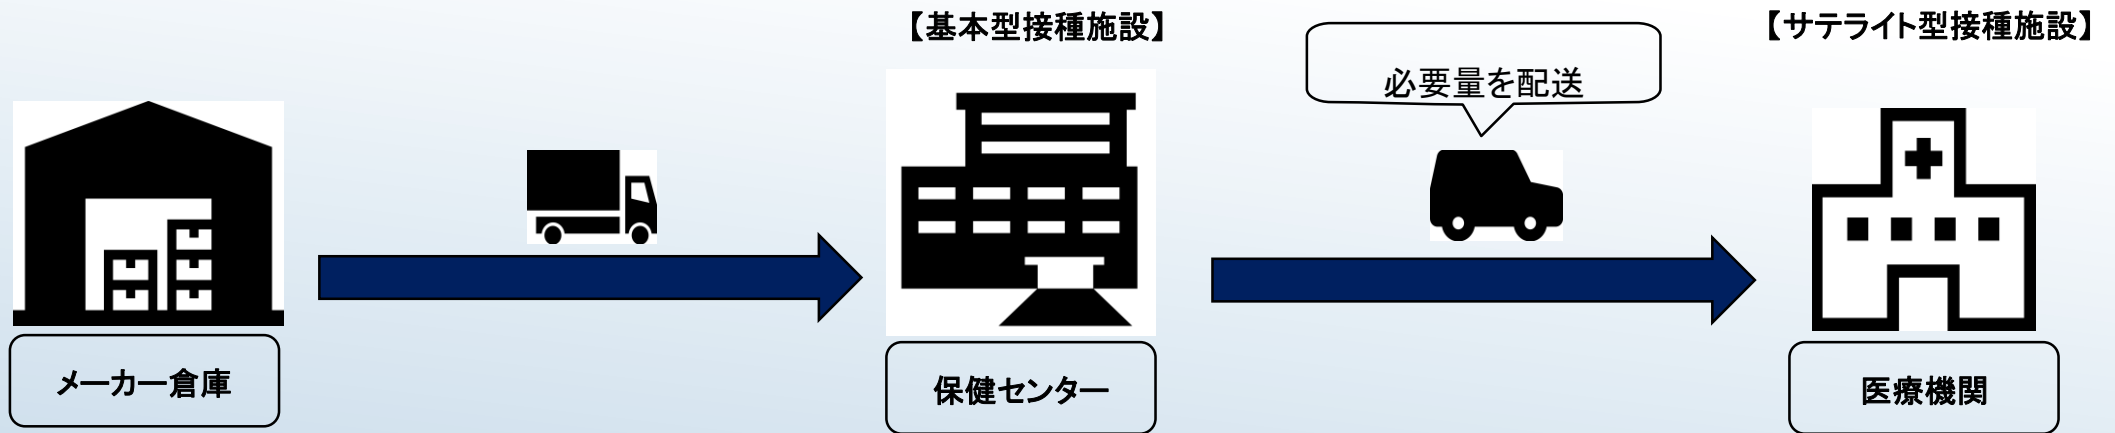 【基本型接種施設】
【サテライト型接種施設】
必要量を配送
メーカー倉庫
保健センター
医療機関